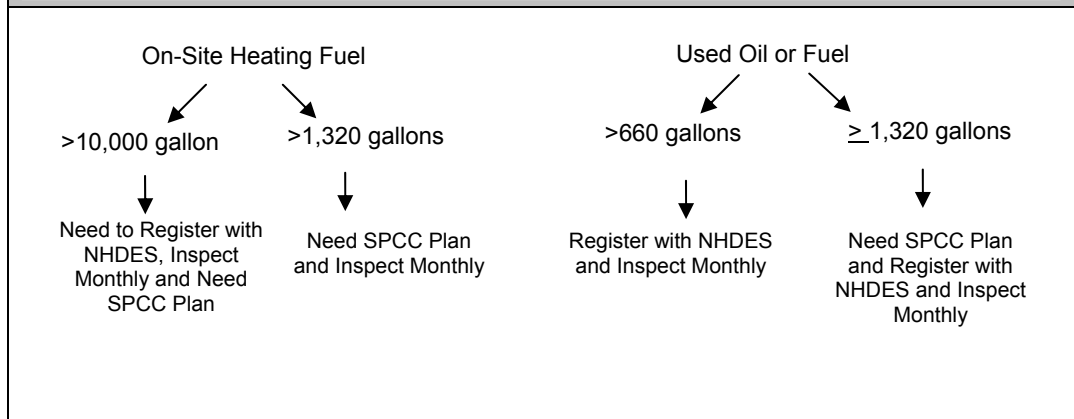 On-Site Heating Fuel
>10,000 gallon
>1,320 gallons
Need to Register with
NHDES, Inspect
Monthly and Need
SPCC Plan
Need SPCC Plan
and Inspect Monthly
Used Oil or Fuel
>660 gallons
≥ 1,320 gallons
Register with NHDES
and Inspect Monthly
Need SPCC Plan
and Register with
NHDES and Inspect
Monthly